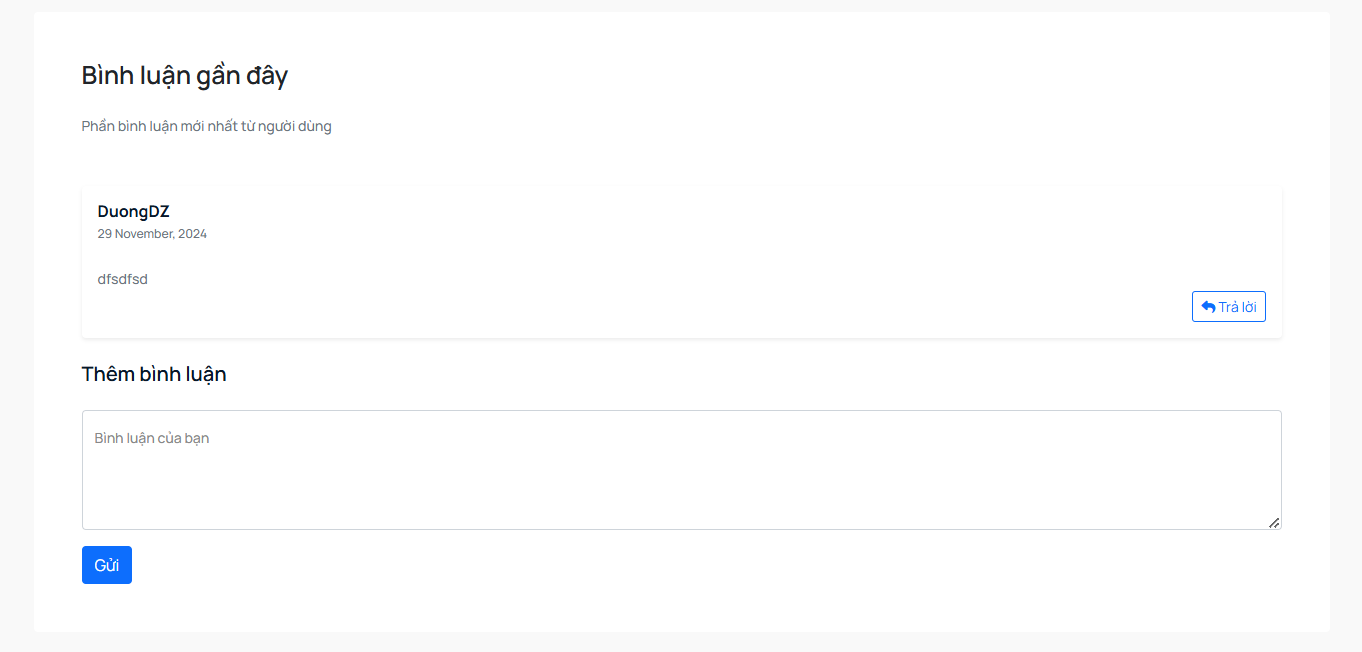 Bình luận gần đây
Phần bình luận mới nhất từ người dùng
DuongDZ
29 November, 2024
dfsdfsd
Trả lời
Thêm bình luận
Bình luận của bạn
Gửi